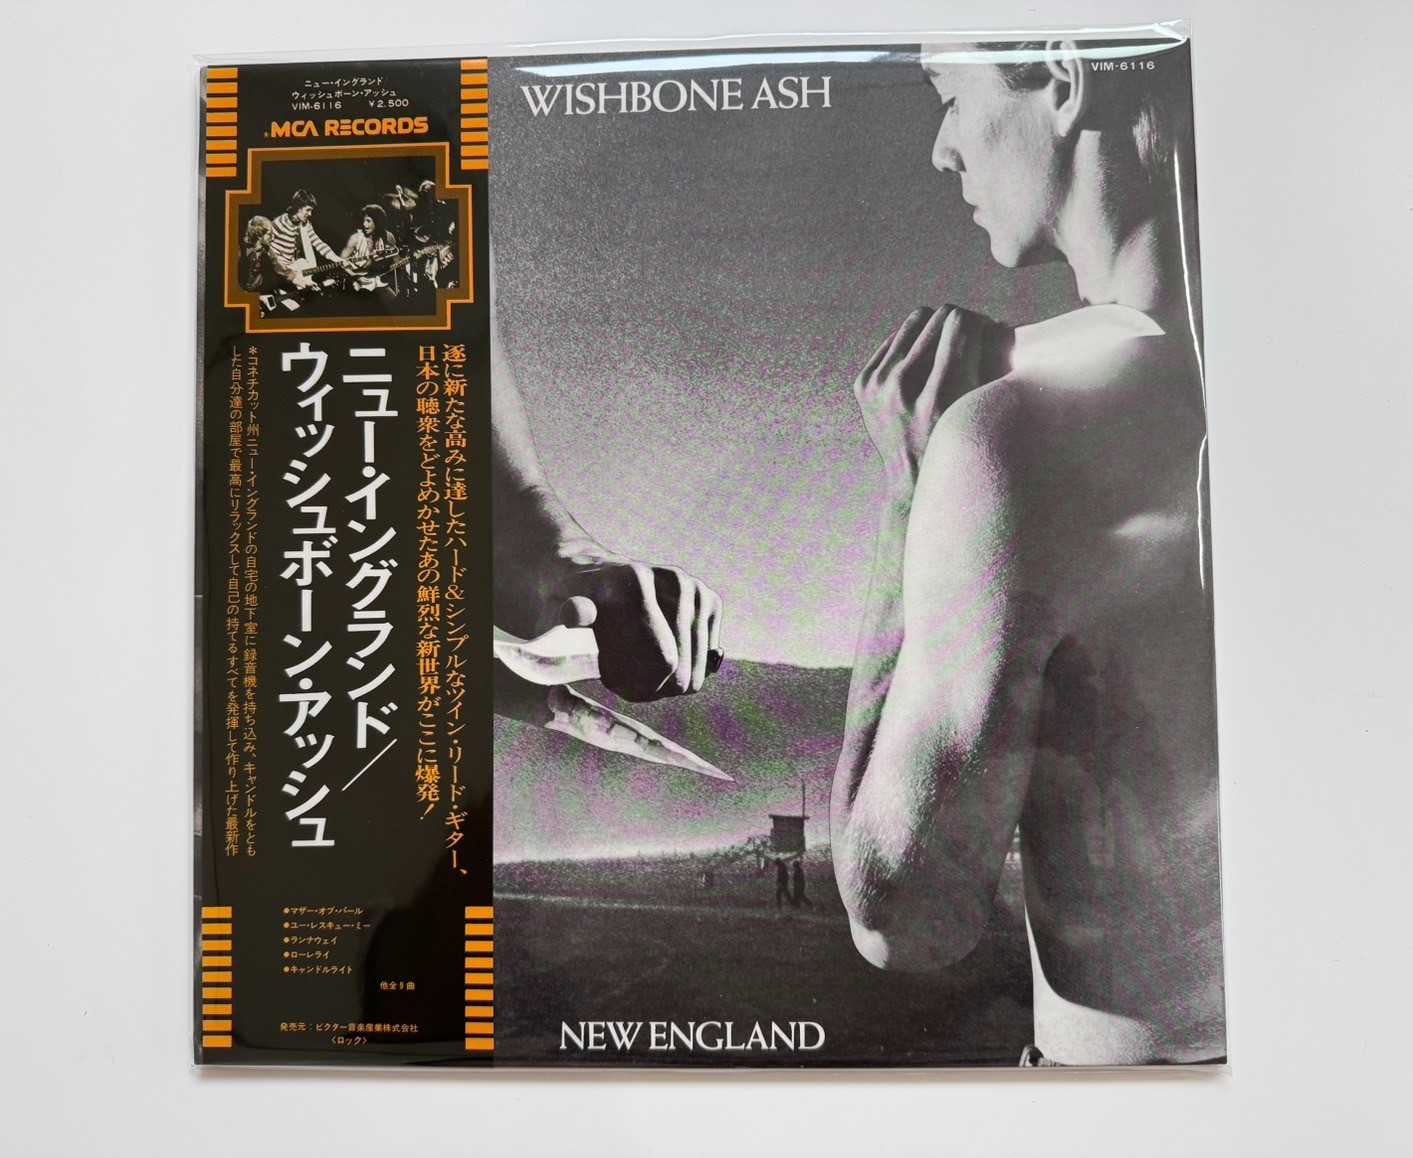 ニュー・イングランド
ウィッシュボーン・アッシュ
VIM-6116 ¥2,500
*MCA RECORDS
遂に新たな高みに達したハード&シンプルなツイン・リード・ギター、
日本の聴衆をどよめかせたあの鮮烈な新世界がここに爆発!
ニュー・イングランド/
ウィッシュボーン・アッシュ
*コネチカット州ニュー・イングランドの自宅の地下室に録音機を持ち込み、キャンドルをとも
した自分達の部屋で最高にリラックスして自己の持てるすべてを発揮して作り上げた最新作
●マザー・オブ・パール
●ユー・レスキュー・ミー
●ランナウェイ
●ローレライ
●キャンドルライト
他全9曲
発売元:ビクター音楽産業株式会社
〈ロック〉
WISHBONE ASH
VIM-6116
NEW ENGLAND